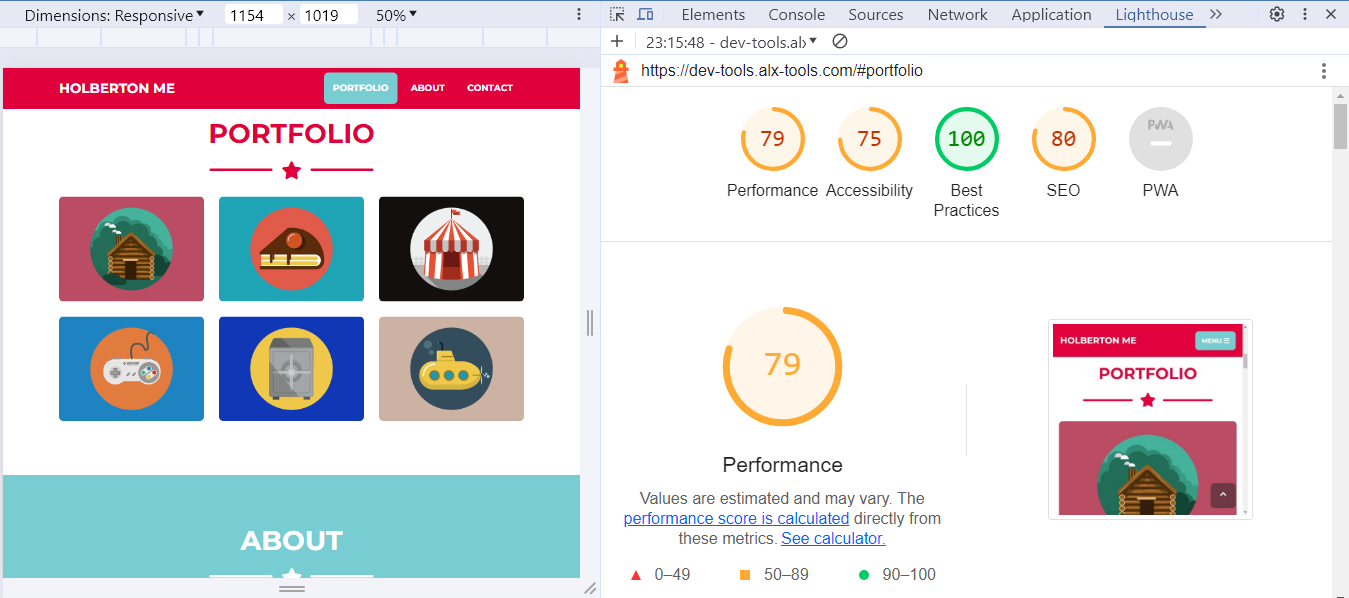 Dimensions: Responsive 1154 × 1019 50%
Elements Console Sources Network Application Lighthouse
23:15:48 - dev-tools.alx
https://dev-tools.alx-tools.com/#portfolio
HOLBERTON ME PORTFOLIO ABOUT CONTACT
PORTFOLIO
ABOUT
79 75 100 80 PWA
Performance Accessibility Best SEO PWA
Practices
79
Performance
Values are estimated and may vary. The
performance score is calculated directly from
these metrics. See calculator.
0–49 50–89 90–100
HOLBERTON ME MENU
PORTFOLIO